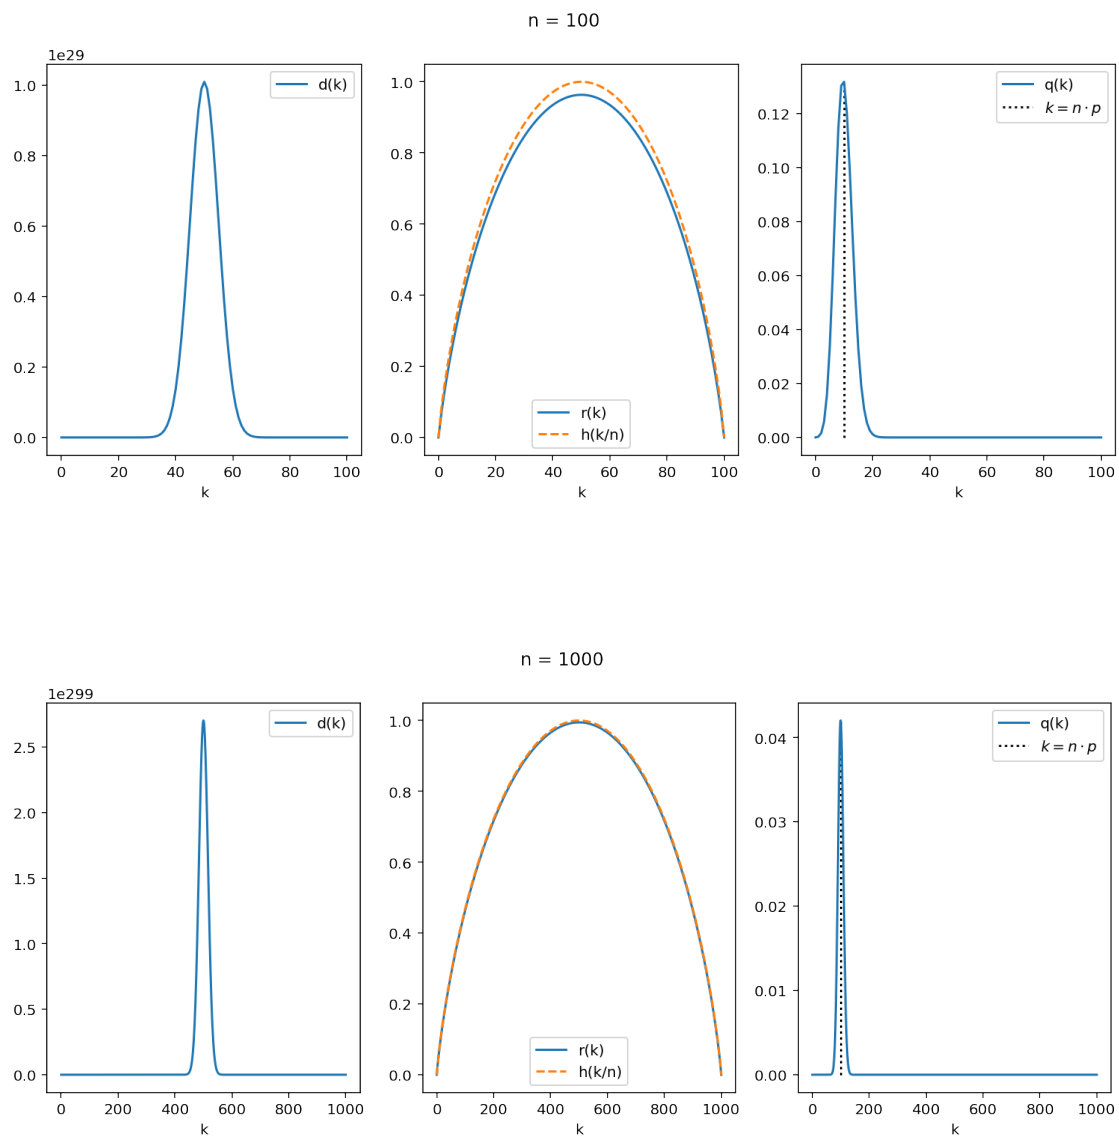 n = 100
1e29
1.0
0.8
0.6
0.4
0.2
0.0
0 20 40 60 80 100
k
d(k)
1.0
0.8
0.6
0.4
0.2
0.0
0 20 40 60 80 100
k
r(k)
h(k/n)
0.12
0.10
0.08
0.06
0.04
0.02
0.00
0 20 40 60 80 100
k
q(k)
k = n · p
n = 1000
1e299
2.5
2.0
1.5
1.0
0.5
0.0
0 200 400 600 800 1000
k
d(k)
1.0
0.8
0.6
0.4
0.2
0.0
0 200 400 600 800 1000
k
r(k)
h(k/n)
0.04
0.03
0.02
0.01
0.00
0 200 400 600 800 1000
k
q(k)
k = n · p